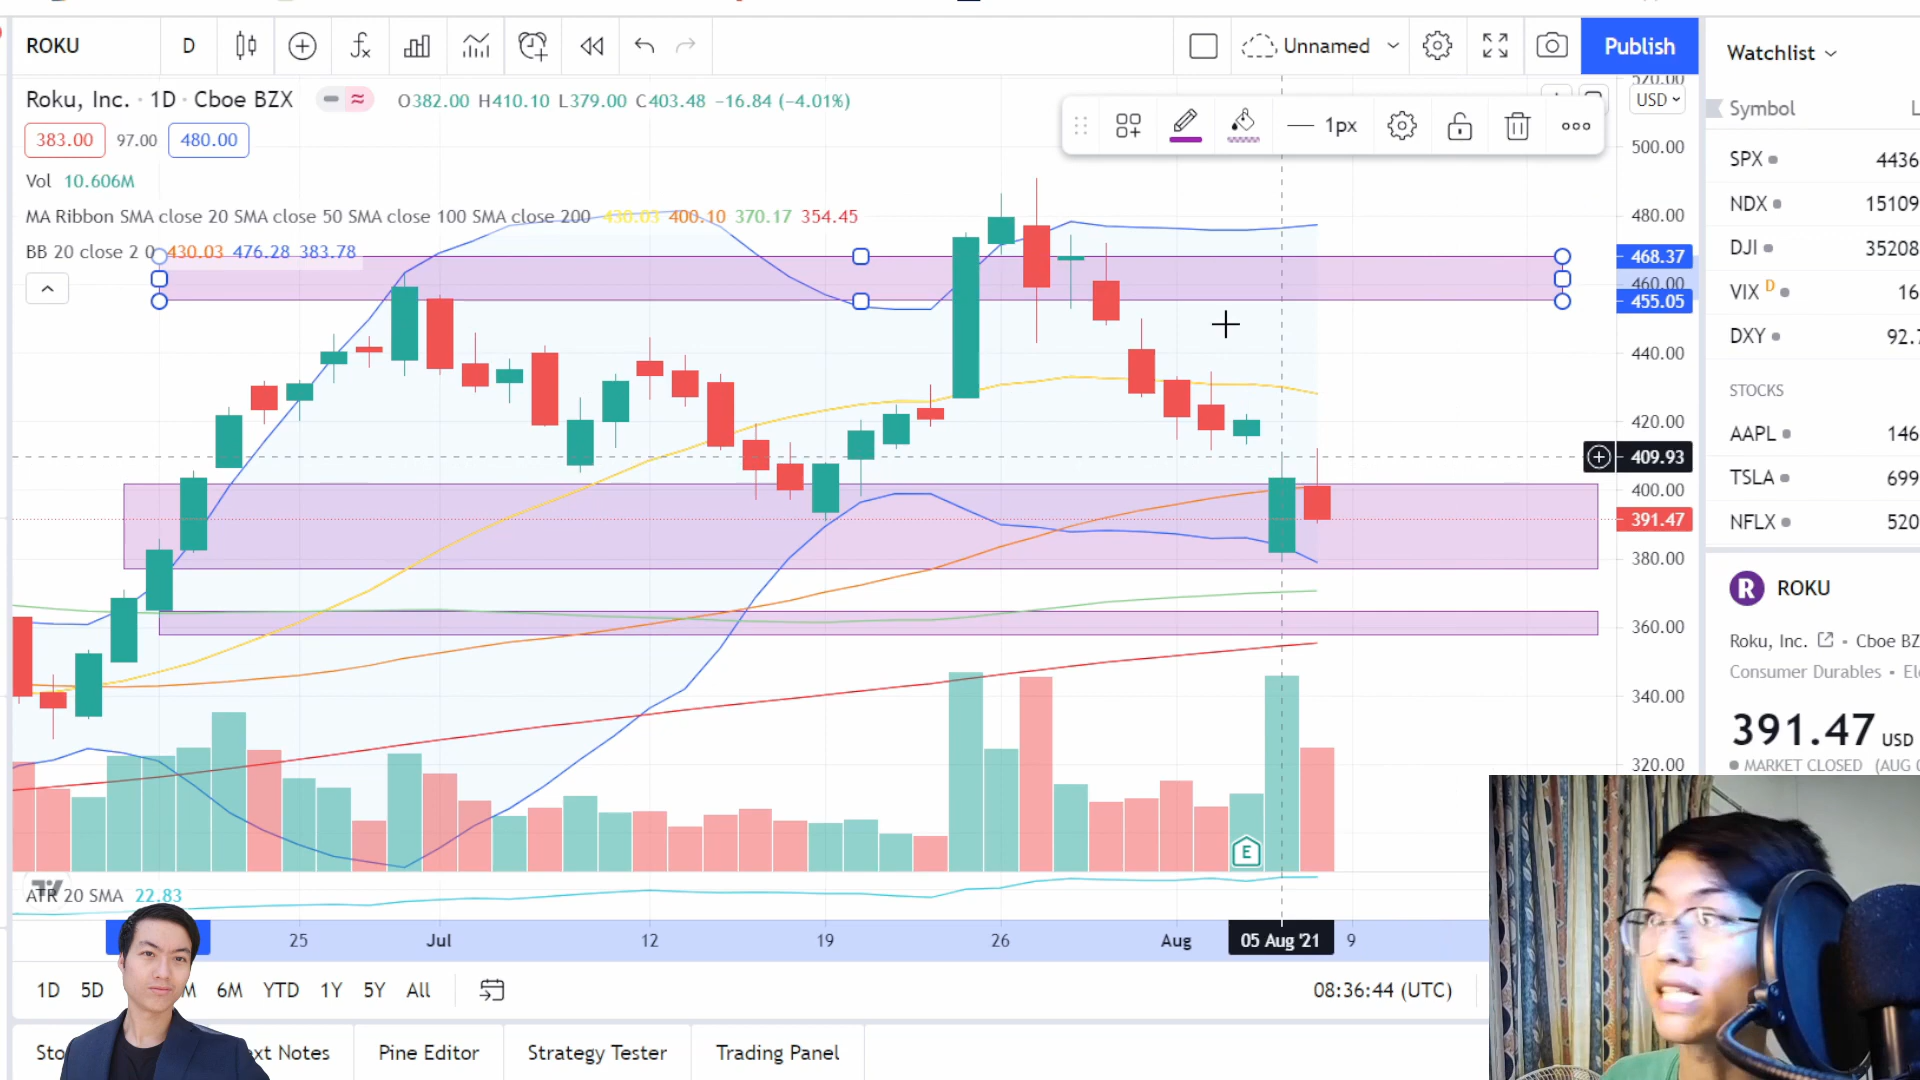 ROKU D Unnamed Publish
Watchlist
Roku, Inc. · 1D · Cboe BZX O382.00 H410.10 L379.00 C403.48 −16.84 (−4.01%)
383.00 97.00 480.00
Vol 10.606M
MA Ribbon SMA close 20 SMA close 50 SMA close 100 SMA close 200 430.03 400.10 370.17 354.45
BB 20 close 2 0 430.03 476.28 383.78
1px
USD
520.00
500.00
480.00
468.37
460.00
455.05
440.00
420.00
409.93
400.00
391.47
380.00
360.00
340.00
320.00
Symbol L
SPX 4436
NDX 15109
DJI 35208
VIX D 16
DXY 92.7
STOCKS
AAPL 146
TSLA 699
NFLX 520
R ROKU
Roku, Inc. · Cboe BZ
Consumer Durables • Ele
391.47 USD
MARKET CLOSED (AUG 0
E
ATR 20 SMA 22.83
25 Jul 12 19 26 Aug 05 Aug '21 9
1D 5D M 6M YTD 1Y 5Y All 08:36:44 (UTC)
Sto ext Notes Pine Editor Strategy Tester Trading Panel